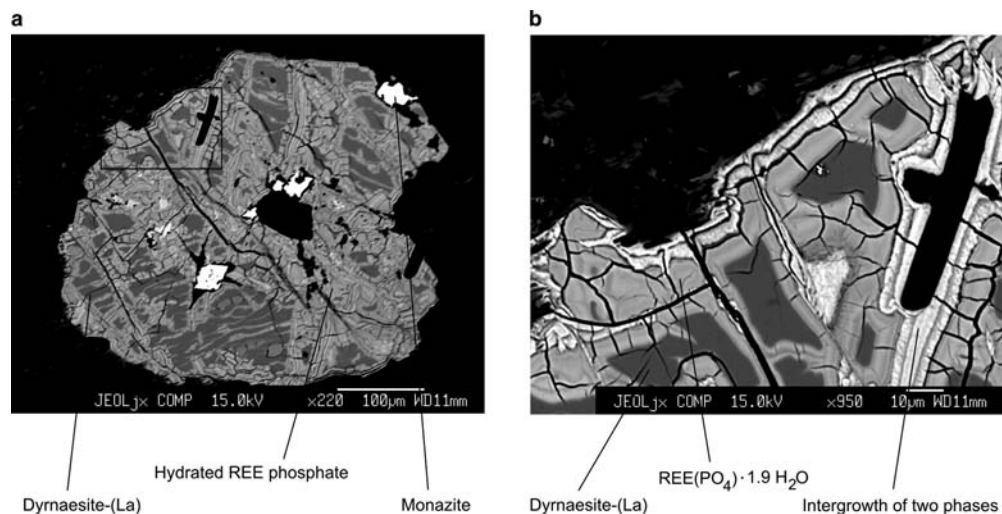 a
JEOLjx COMP 15.0kV ×220 100μm WD11mm
Hydrated REE phosphate
Dyrnaesite-(La) Monazite
b
JEOLjx COMP 15.0kV ×950 10μm WD11mm
REE(PO₄)·1.9 H₂O
Dyrnaesite-(La) Intergrowth of two phases